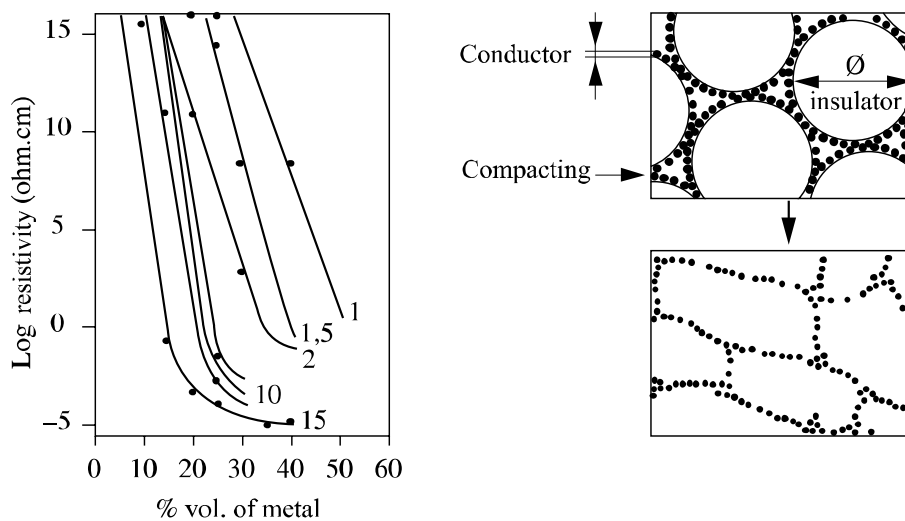 Log resistivity (ohm.cm)
15
10
5
0
−5
0 10 20 30 40 50 60
% vol. of metal
1
1,5
2
10
15
Conductor
Ø
insulator
Compacting